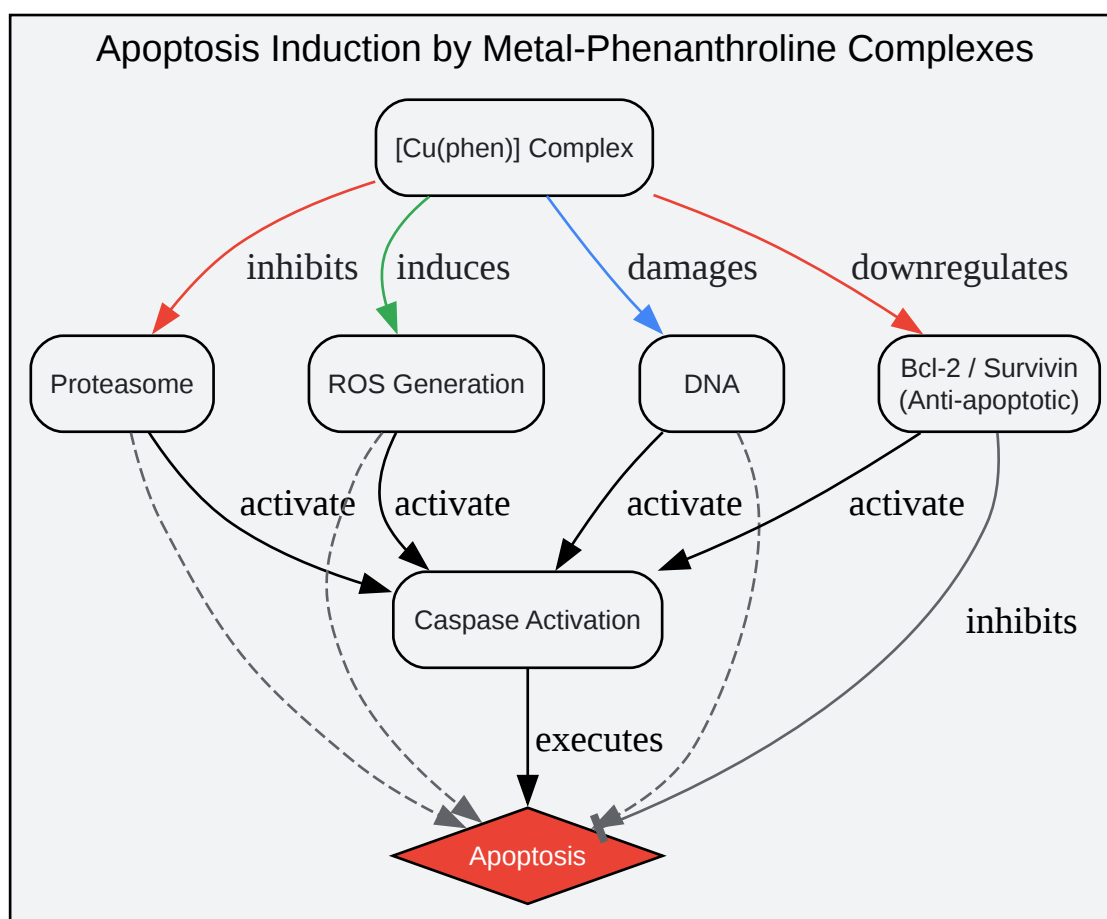 Apoptosis Induction by Metal-Phenanthroline Complexes
[Cu(phen)] Complex
inhibits
induces
damages
downregulates
Proteasome
ROS Generation
DNA
Bcl-2 / Survivin
(Anti-apoptotic)
activate
activate
activate
activate
Caspase Activation
inhibits
executes
Apoptosis